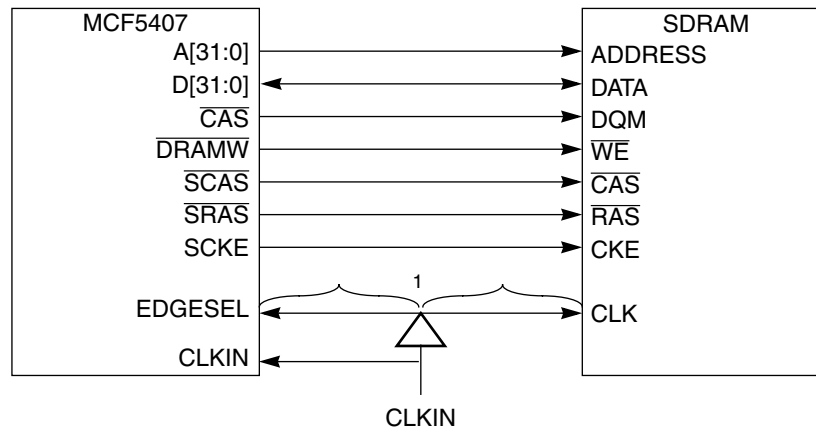 MCF5407 SDRAM
A[31:0] ADDRESS
D[31:0] DATA
CAS DQM
DRAMW WE
SCAS CAS
SRAS RAS
SCKE CKE
1
EDGESEL CLK
CLKIN
CLKIN